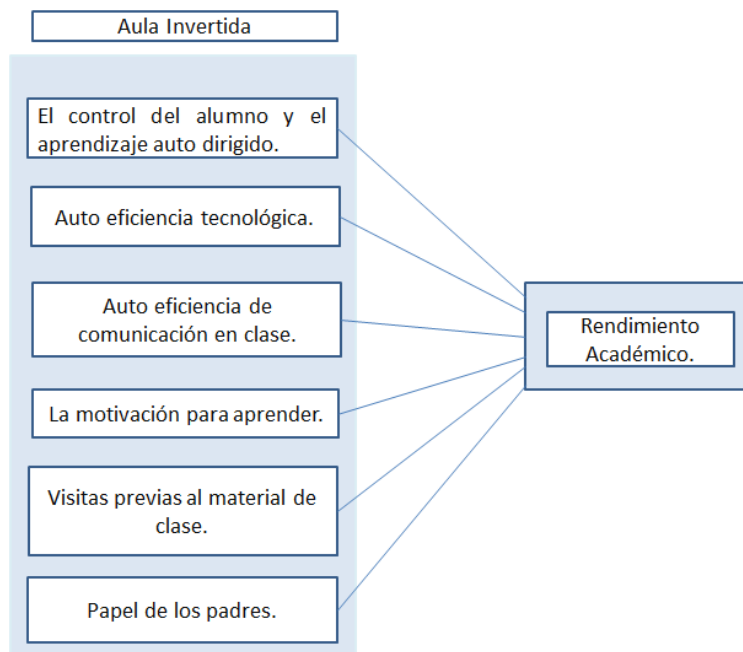 Aula Invertida
El control del alumno y el
aprendizaje auto dirigido.
Auto eficiencia tecnológica.
Auto eficiencia de
comunicación en clase.
La motivación para aprender.
Visitas previas al material de
clase.
Papel de los padres.
Rendimiento
Académico.